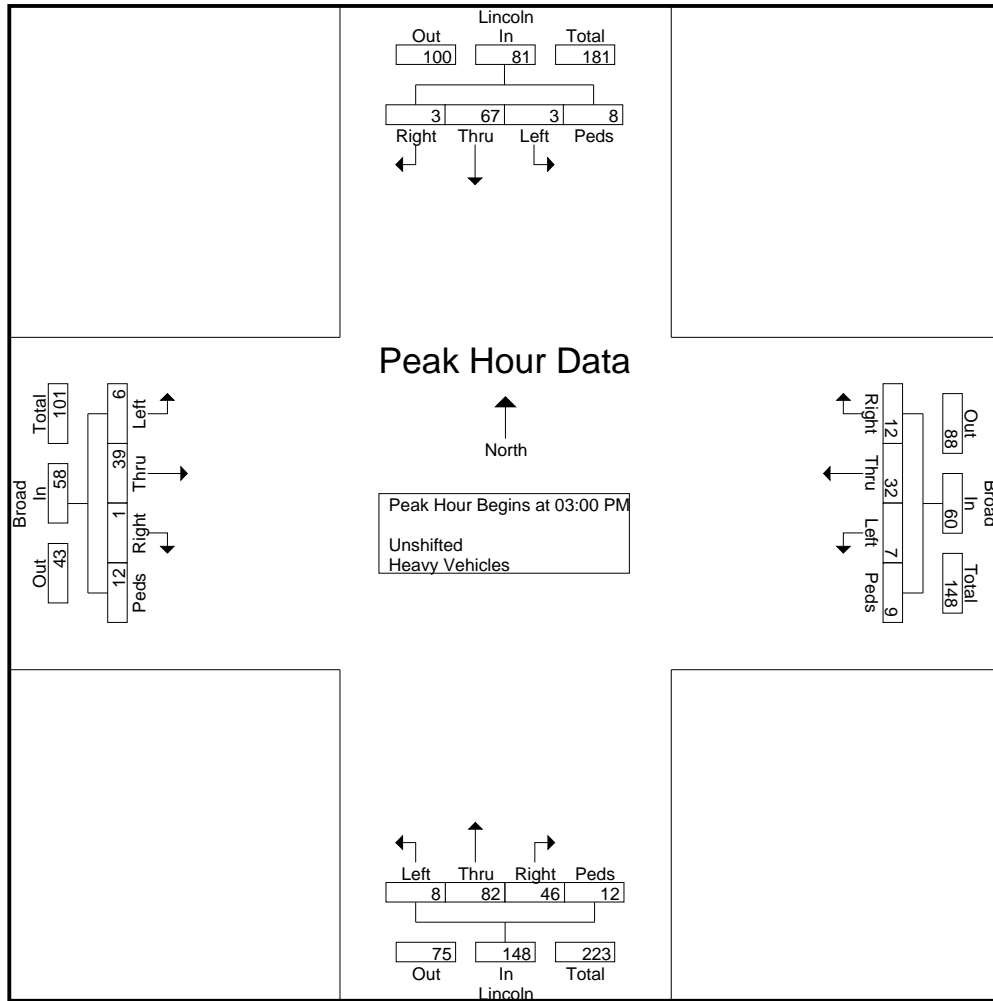 Lincoln
Out In Total
100 81 181
3 67 3 8
Right Thru Left Peds
Peak Hour Data
North
Peak Hour Begins at 03:00 PM
Unshifted
Heavy Vehicles
Broad
Total In Out
101 58 43
6 39 1 12
Left Thru Right Peds
Right Thru Left Peds
12 32 7 9
88 60 148
Out In Total
Broad
Left Thru Right Peds
8 82 46 12
75 148 223
Out In Total
Lincoln